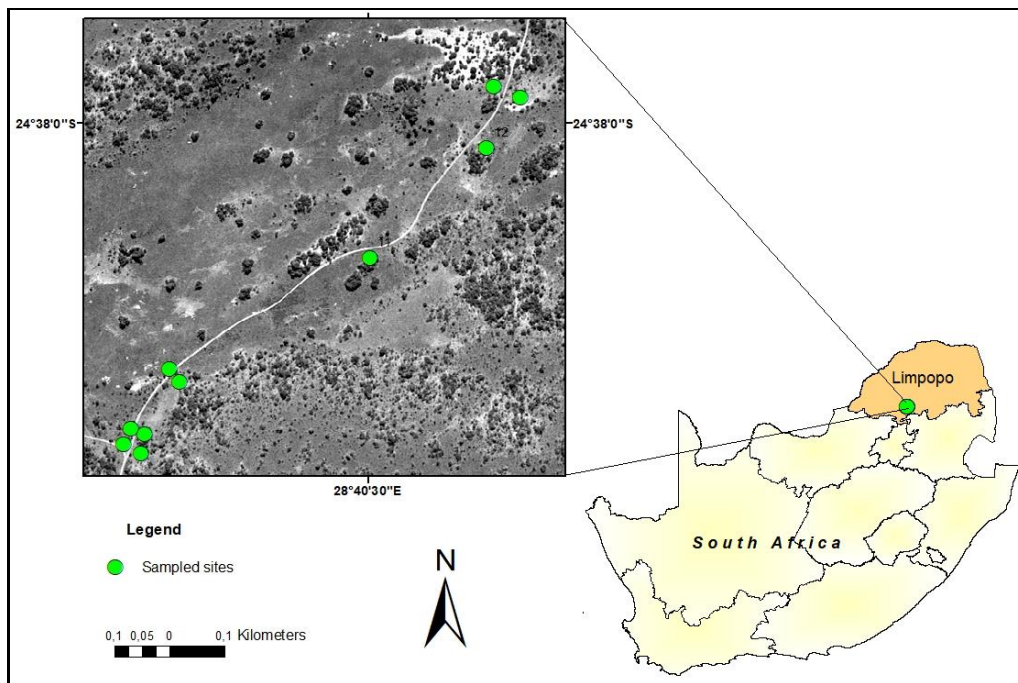 24°38'0"S
24°38'0"S
12
28°40'30"E
Limpopo
South Africa
Legend
Sampled sites
N
0,1 0,05 0 0,1 Kilometers